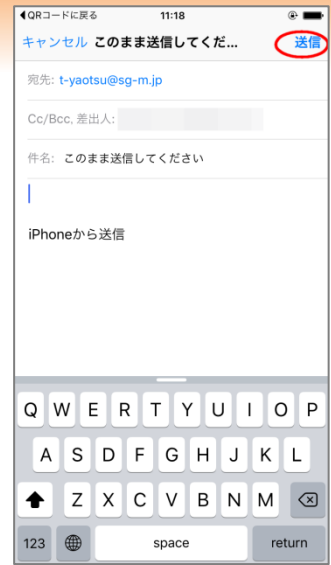 QRコードに戻る 11:18
キャンセル このまま送信してくだ... 送信
宛先: t-yaotsu@sg-m.jp
Cc/Bcc, 差出人:
件名: このまま送信してください
iPhoneから送信
Q W E R T Y U I O P
A S D F G H J K L
Z X C V B N M
123 space return